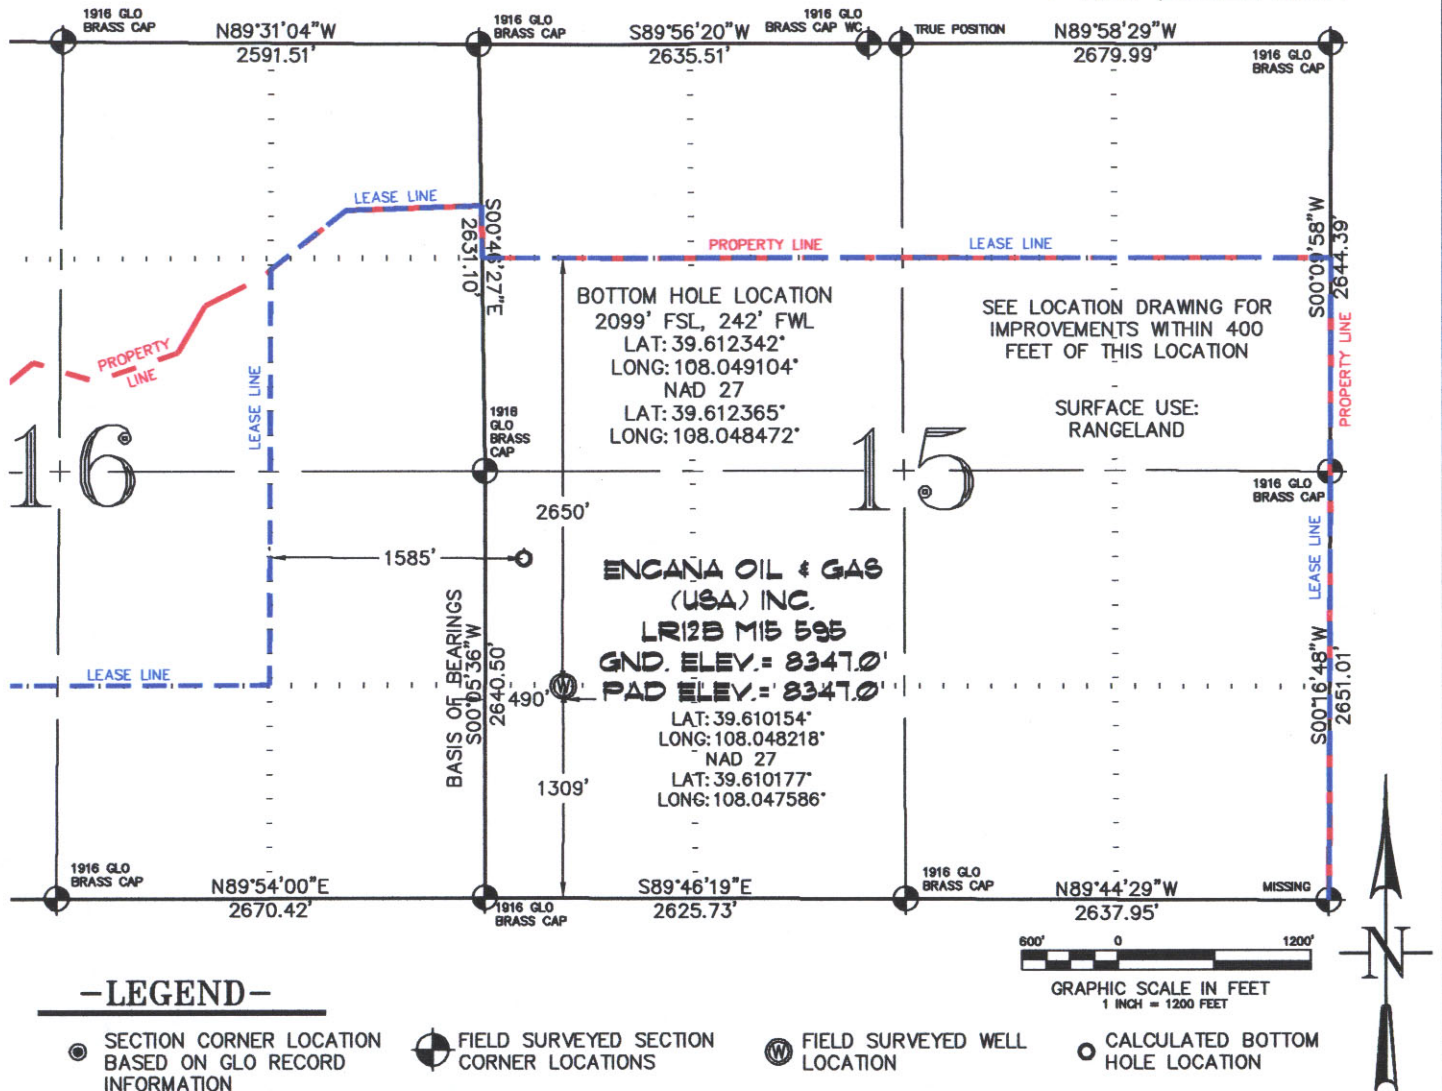 1916 GLO
BRASS CAP
N89°31'04"W
2591.51'
1916 GLO
BRASS CAP
S89°56'20"W
2635.51'
1916 GLO
BRASS CAP WC
TRUE POSITION
N89°58'29"W
2679.99'
1916 GLO
BRASS CAP
LEASE LINE
S00°46'27"E
2631.10'
PROPERTY LINE
LEASE LINE
S00°09'58"W
2644.39'
BOTTOM HOLE LOCATION
2099' FSL, 242' FWL
LAT: 39.612342°
LONG: 108.049104°
NAD 27
LAT: 39.612365°
LONG: 108.048472°
SEE LOCATION DRAWING FOR
IMPROVEMENTS WITHIN 400
FEET OF THIS LOCATION
SURFACE USE:
RANGELAND
PROPERTY
LINE
LEASE LINE
PROPERTY LINE
16
1916
GLO
BRASS
CAP
15
1916 GLO
BRASS CAP
2650'
1585'
LEASE LINE
ENCANA OIL & GAS
(USA) INC.
LR12B M15 595
GND. ELEV.= 8347.0'
PAD ELEV.= 8347.0'
LAT: 39.610154°
LONG: 108.048218°
NAD 27
LAT: 39.610177°
LONG: 108.047586°
BASIS OF BEARINGS
S00°05'36"W
2640.50'
490'
W
1309'
LEASE LINE
S00°16'48"W
2651.01'
1916 GLO
BRASS CAP
N89°54'00"E
2670.42'
1916 GLO
BRASS CAP
S89°46'19"E
2625.73'
1916 GLO
BRASS CAP
N89°44'29"W
2637.95'
MISSING
600' 0 1200'
GRAPHIC SCALE IN FEET
1 INCH = 1200 FEET
N
-LEGEND-
SECTION CORNER LOCATION
BASED ON GLO RECORD
INFORMATION
FIELD SURVEYED SECTION
CORNER LOCATIONS
W
FIELD SURVEYED WELL
LOCATION
CALCULATED BOTTOM
HOLE LOCATION